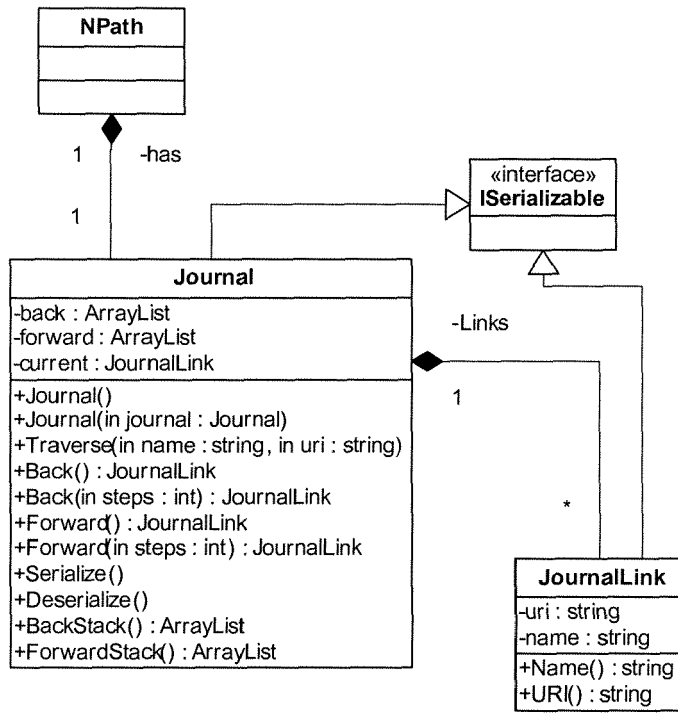 NPath
1
-has
1
«interface»
ISerializable
Journal
-back : ArrayList
-forward : ArrayList
-current : JournalLink
+Journal()
+Journal(in journal : Journal)
+Traverse(in name : string, in uri : string)
+Back() : JournalLink
+Back(in steps : int) : JournalLink
+Forward() : JournalLink
+Forward(in steps : int) : JournalLink
+Serialize()
+Deserialize()
+BackStack() : ArrayList
+ForwardStack() : ArrayList
-Links
1
*
JournalLink
-uri : string
-name : string
+Name() : string
+URI() : string